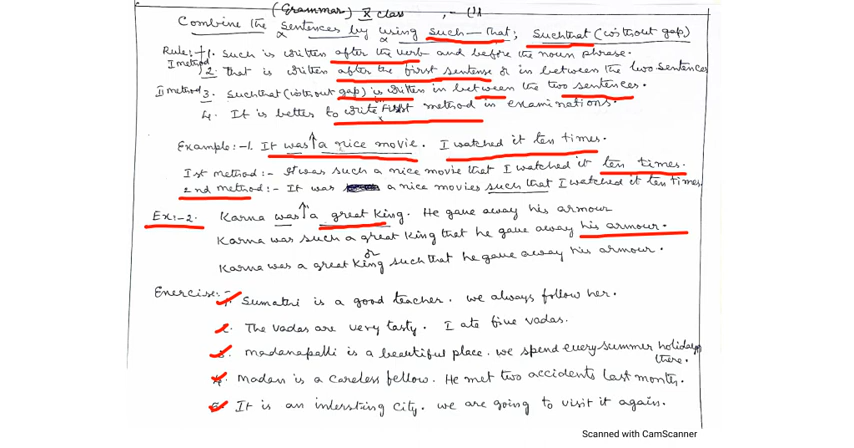 (Grammar) X class
Combine the sentences by using such - that; suchthat (without gap)
Rule:- 1. such is written after the verb and before the noun phrase.
I method 2. that is written after the first sentence or in between the two sentences
II method 3. suchthat (without gap) is written in between the two sentences.
4. It is better to write first method in examinations.
Example:-1. It was ↑ a nice movie. I watched it ten times.
Ist method:- It was such a nice movie that I watched it ten times.
2nd method:- It was a nice movies such that I watched it ten times
Ex:-2. Karna was ↑ a great king. He gave away his armour
Karna was such a great king that he gave away his armour.
or
Karna was a great king such that he gave away his armour.
Enercise:-
1. Sumathi is a good teacher. we always follow her.
2. The vadas are very tasty. I ate five vadas.
3. madanapalli is a beautiful place. we spend every summer holidays
there.
4. Madan is a careless fellow. He met two accidents last month.
5. It is an intersting city. we are going to visit it again.
Scanned with CamScanner